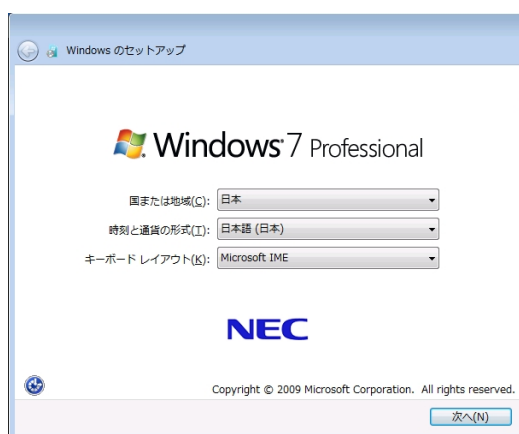 Windows のセットアップ
Windows 7 Professional
国または地域(C): 日本
時刻と通貨の形式(T): 日本語 (日本)
キーボード レイアウト(K): Microsoft IME
NEC
Copyright © 2009 Microsoft Corporation. All rights reserved.
次へ(N)